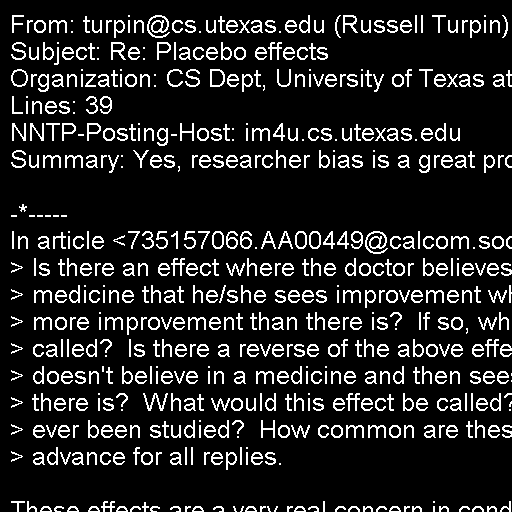 From: turpin@cs.utexas.edu (Russell Turpin)
Subject: Re: Placebo effects
Organization: CS Dept, University of Texas at
Lines: 39
NNTP-Posting-Host: im4u.cs.utexas.edu
Summary: Yes, researcher bias is a great pro
-*-----
In article <735157066.AA00449@calcom.soc
> Is there an effect where the doctor believes
> medicine that he/she sees improvement wh
> more improvement than there is?  If so, wh
> called?  Is there a reverse of the above effe
> doesn't believe in a medicine and then sees
> there is?  What would this effect be called?
> ever been studied?  How common are thes
> advance for all replies.
These effects are a very real concern in cond